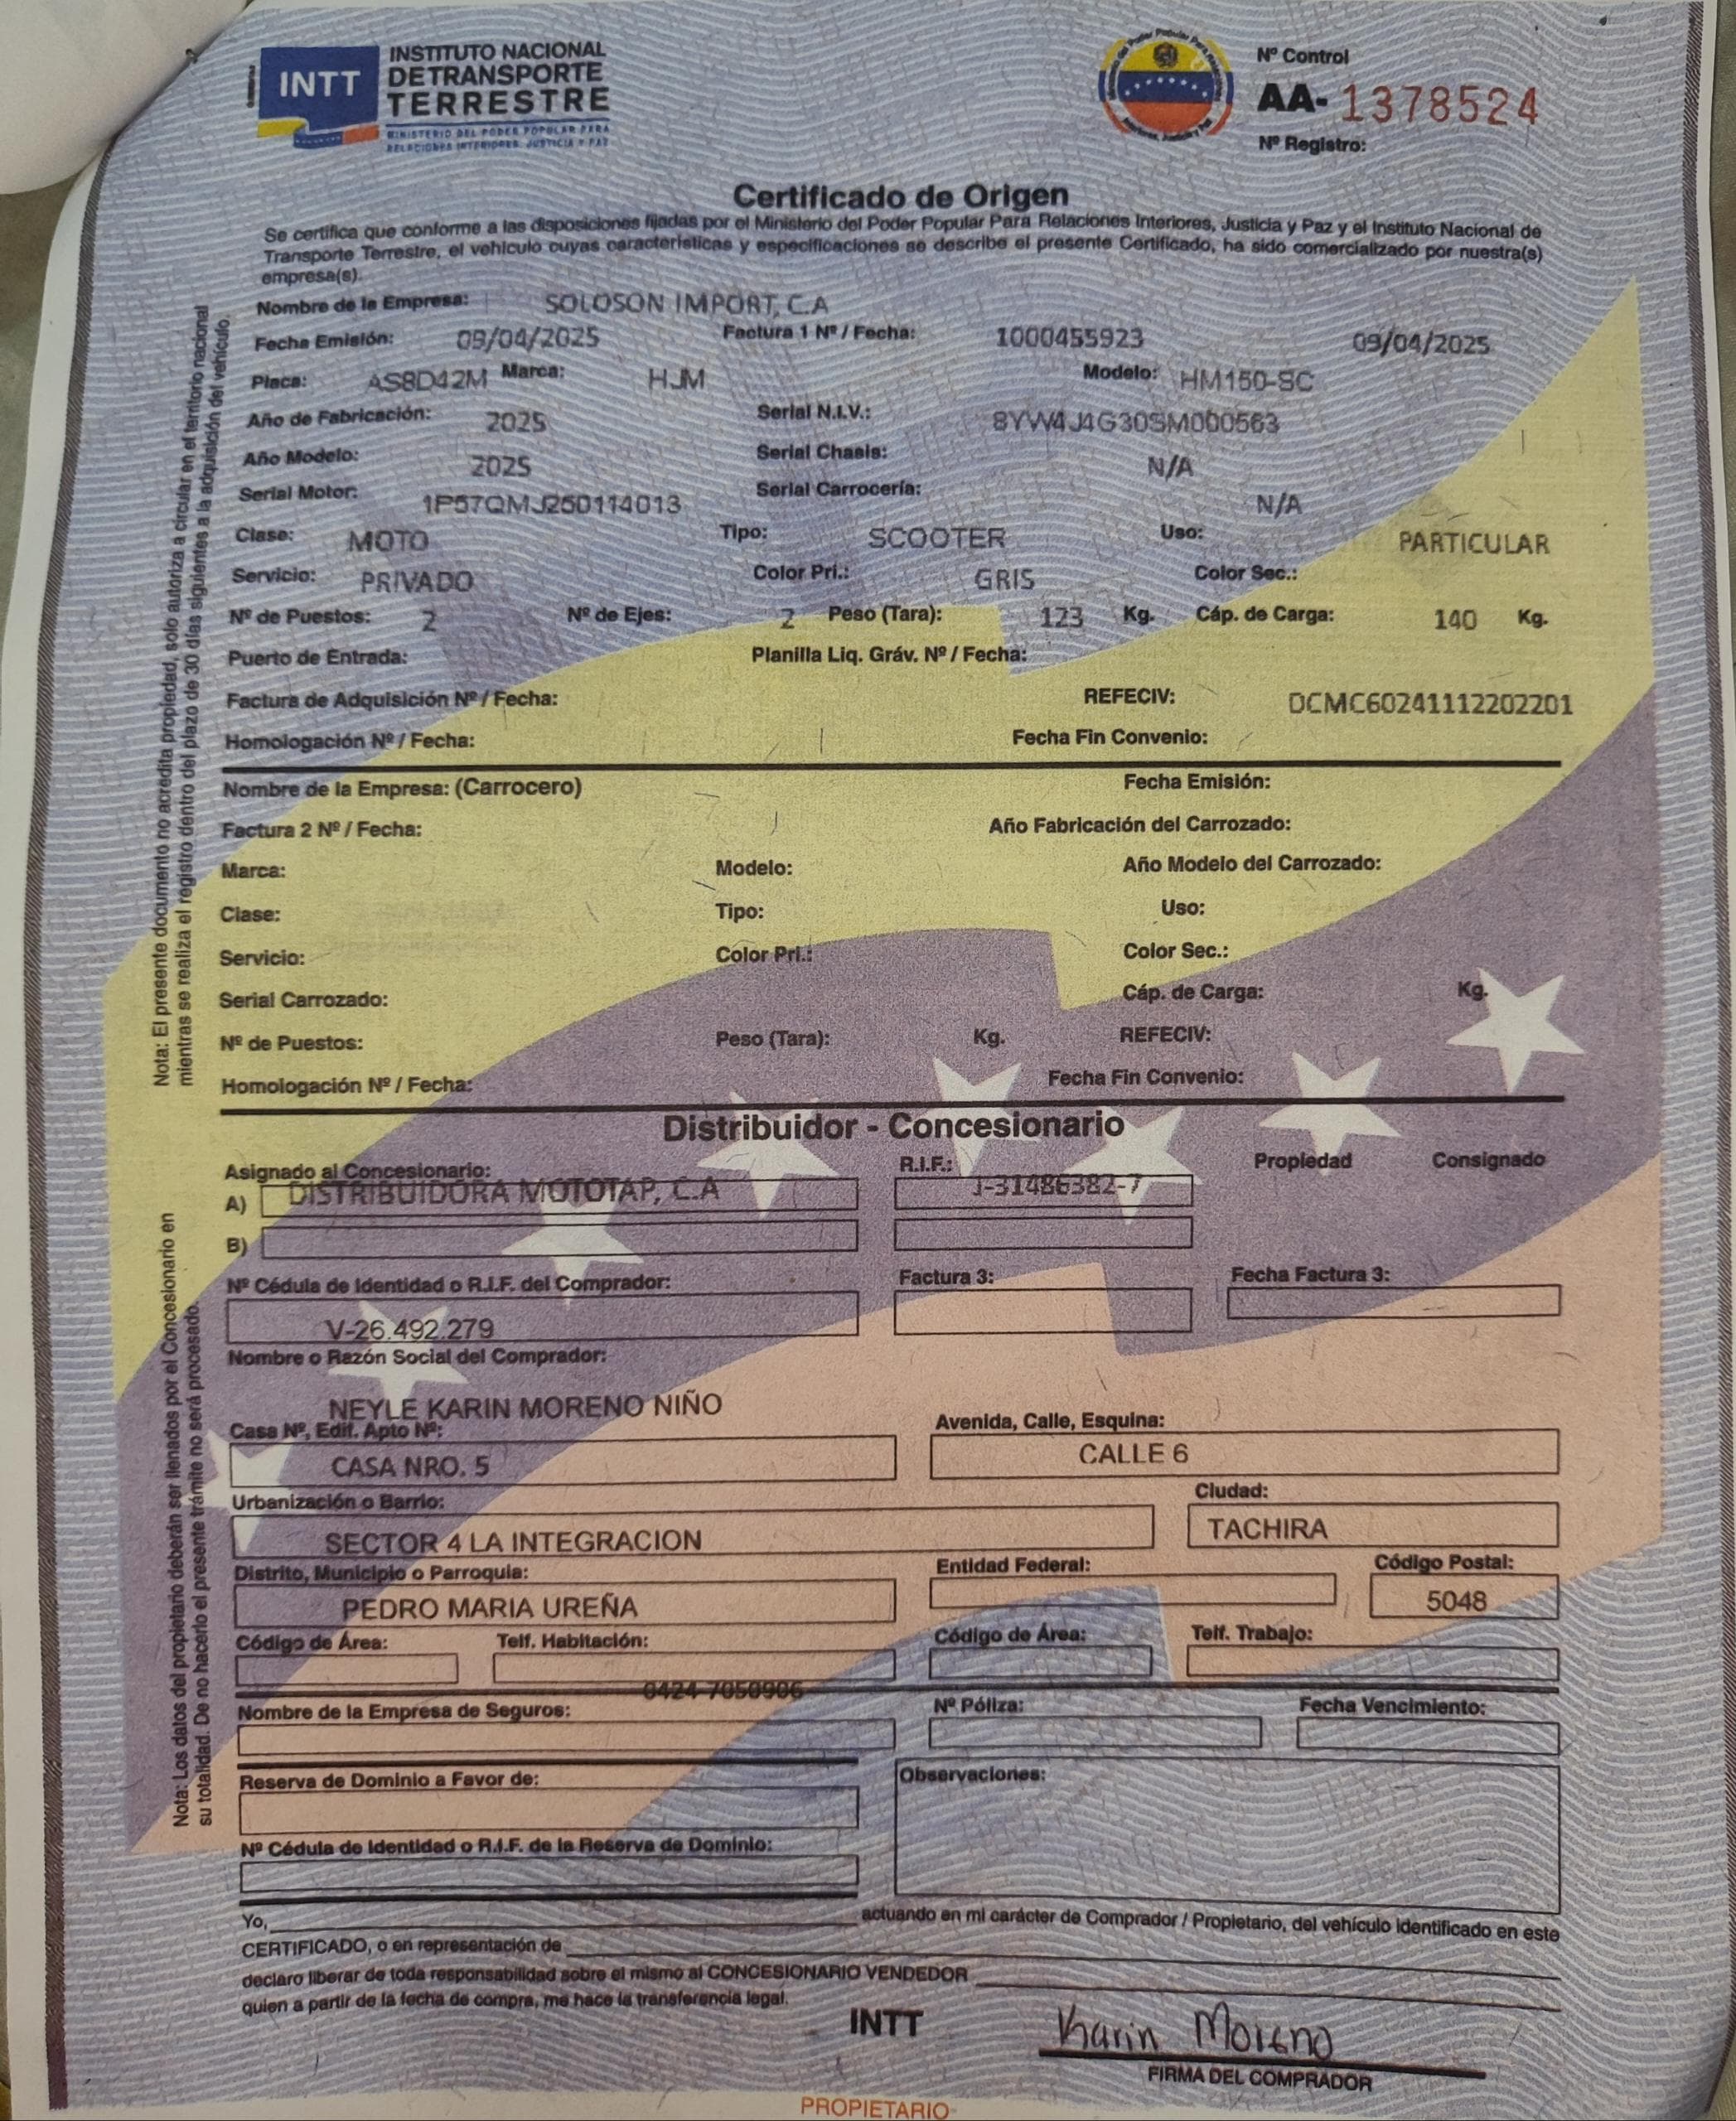 INTT
INSTITUTO NACIONAL
DE TRANSPORTE
TERRESTRE
MINISTERIO DEL PODER POPULAR PARA
RELACIONES INTERIORES, JUSTICIA Y PAZ
Nº Control
AA- 1378524
Nº Registro:
Certificado de Origen
Se certifica que conforme a las disposiciones fijadas por el Ministerio del Poder Popular Para Relaciones Interiores, Justicia y Paz y el Instituto Nacional de
Transporte Terrestre, el vehículo cuyas características y especificaciones se describe el presente Certificado, ha sido comercializado por nuestra(s)
empresa(s).
Nombre de la Empresa: SOLOSON IMPORT, C.A
Fecha Emisión: 09/04/2025 Factura 1 Nº / Fecha: 1000455923 09/04/2025
Placa: AS8D42M Marca: HJM Modelo: HM150-SC
Año de Fabricación: 2025 Serial N.I.V.: 8YW4J4G30SM000563
Año Modelo: 2025 Serial Chasis: N/A
Serial Motor: 1P57QMJ250114013 Serial Carrocería: N/A
Clase: MOTO Tipo: SCOOTER Uso: PARTICULAR
Servicio: PRIVADO Color Pri.: GRIS Color Sec.:
Nº de Puestos: 2 Nº de Ejes: 2 Peso (Tara): 123 Kg. Cáp. de Carga: 140 Kg.
Puerto de Entrada: Planilla Liq. Gráv. Nº / Fecha:
Factura de Adquisición Nº / Fecha: REFECIV: DCMC60241112202201
Homologación Nº / Fecha: Fecha Fin Convenio:
Nombre de la Empresa: (Carrocero) Fecha Emisión:
Factura 2 Nº / Fecha: Año Fabricación del Carrozado:
Marca: Modelo: Año Modelo del Carrozado:
Clase: Tipo: Uso:
Servicio: Color Pri.: Color Sec.:
Serial Carrozado: Cáp. de Carga: Kg.
Nº de Puestos: Peso (Tara): Kg. REFECIV:
Homologación Nº / Fecha: Fecha Fin Convenio:
Nota: El presente documento no acredita propiedad, solo autoriza a circular en el territorio nacional
mientras se realiza el registro dentro del plazo de 30 días siguientes a la adquisición del vehículo.
Distribuidor - Concesionario
Asignado al Concesionario: R.I.F.: Propiedad Consignado
A) DISTRIBUIDORA MOTOTAP, C.A J-31486382-7
B)
Nº Cédula de Identidad o R.I.F. del Comprador: Factura 3: Fecha Factura 3:
V-26.492.279
Nombre o Razón Social del Comprador:
NEYLE KARIN MORENO NIÑO
Casa Nº, Edif. Apto Nº: Avenida, Calle, Esquina:
CASA NRO. 5 CALLE 6
Urbanización o Barrio: Ciudad:
SECTOR 4 LA INTEGRACION TACHIRA
Distrito, Municipio o Parroquia: Entidad Federal: Código Postal:
PEDRO MARIA UREÑA 5048
Código de Área: Telf. Habitación: Código de Área: Telf. Trabajo:
0424-7050906
Nombre de la Empresa de Seguros: Nº Póliza: Fecha Vencimiento:
Reserva de Dominio a Favor de: Observaciones:
Nº Cédula de Identidad o R.I.F. de la Reserva de Dominio:
Nota: Los datos del propietario deberán ser llenados por el Concesionario en
su totalidad. De no hacerlo el presente trámite no será procesado.
Yo, actuando en mi carácter de Comprador / Propietario, del vehículo identificado en este
CERTIFICADO, o en representación de
declaro liberar de toda responsabilidad sobre el mismo al CONCESIONARIO VENDEDOR
quien a partir de la fecha de compra, me hace la transferencia legal.
INTT
Karin Moreno
FIRMA DEL COMPRADOR
PROPIETARIO